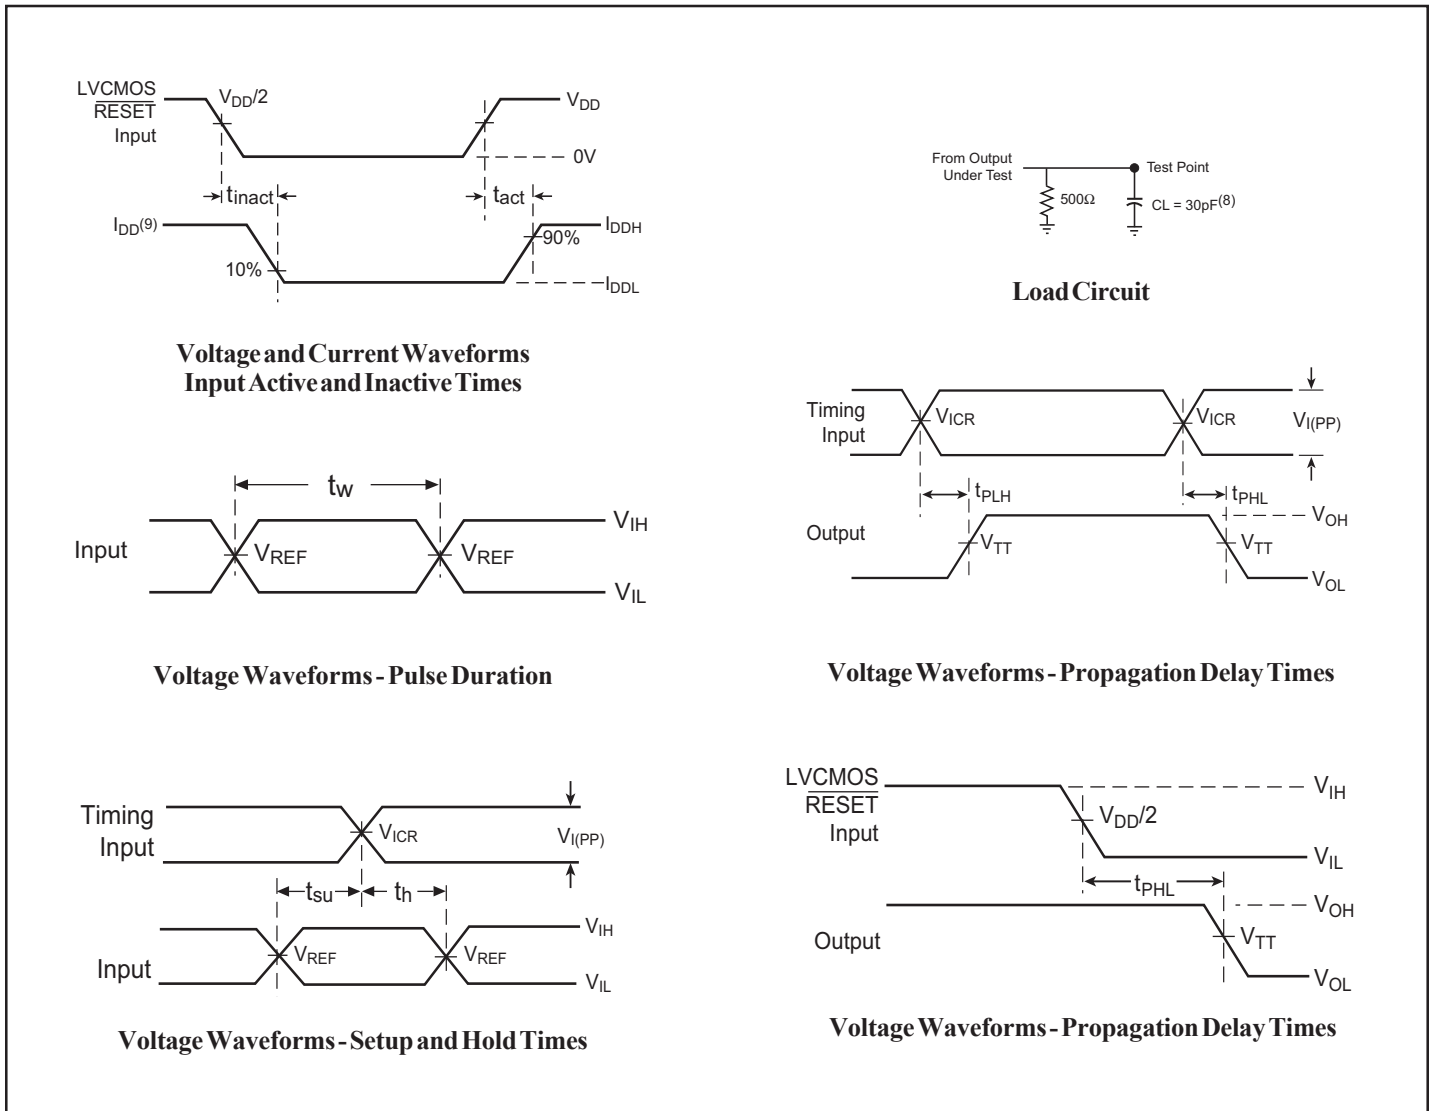 LVCMOS
RESET
Input
VDD/2
VDD
0V
tinact
tact
IDD(9)
IDDH
90%
10%
IDDL
Voltage and Current Waveforms
Input Active and Inactive Times
From Output
Under Test
Test Point
500Ω
CL = 30pF(8)
Load Circuit
tw
Input
VREF
VREF
VIH
VIL
Voltage Waveforms - Pulse Duration
Timing
Input
VICR
VICR
VI(PP)
tPLH
tPHL
Output
VTT
VTT
VOH
VOL
Voltage Waveforms - Propagation Delay Times
Timing
Input
VICR
VI(PP)
tsu
th
Input
VREF
VREF
VIH
VIL
Voltage Waveforms - Setup and Hold Times
LVCMOS
RESET
Input
VDD/2
VIH
VIL
tPHL
Output
VTT
VOH
VOL
Voltage Waveforms - Propagation Delay Times